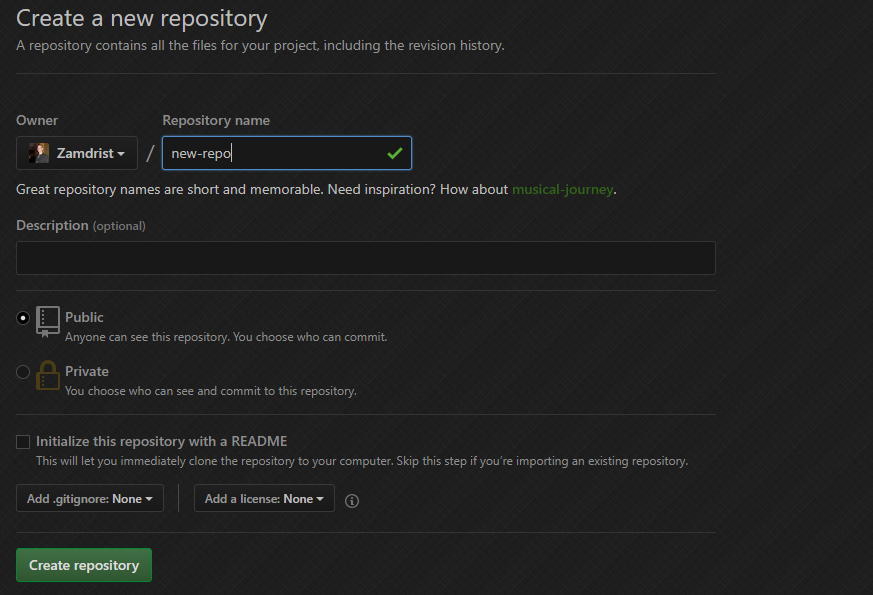 Create a new repository
A repository contains all the files for your project, including the revision history.
Owner
Repository name
Zamdrist
/
new-repo
Great repository names are short and memorable. Need inspiration? How about musical-journey.
Description (optional)
Public
Anyone can see this repository. You choose who can commit.
Private
You choose who can see and commit to this repository.
Initialize this repository with a README
This will let you immediately clone the repository to your computer. Skip this step if you're importing an existing repository.
Add .gitignore: None
Add a license: None
Create repository